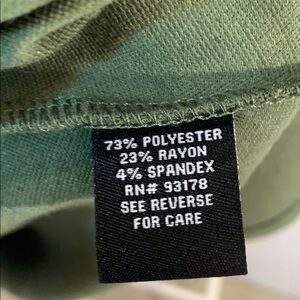 73% POLYESTER
23% RAYON
4% SPANDEX
RN# 93178
SEE REVERSE
FOR CARE